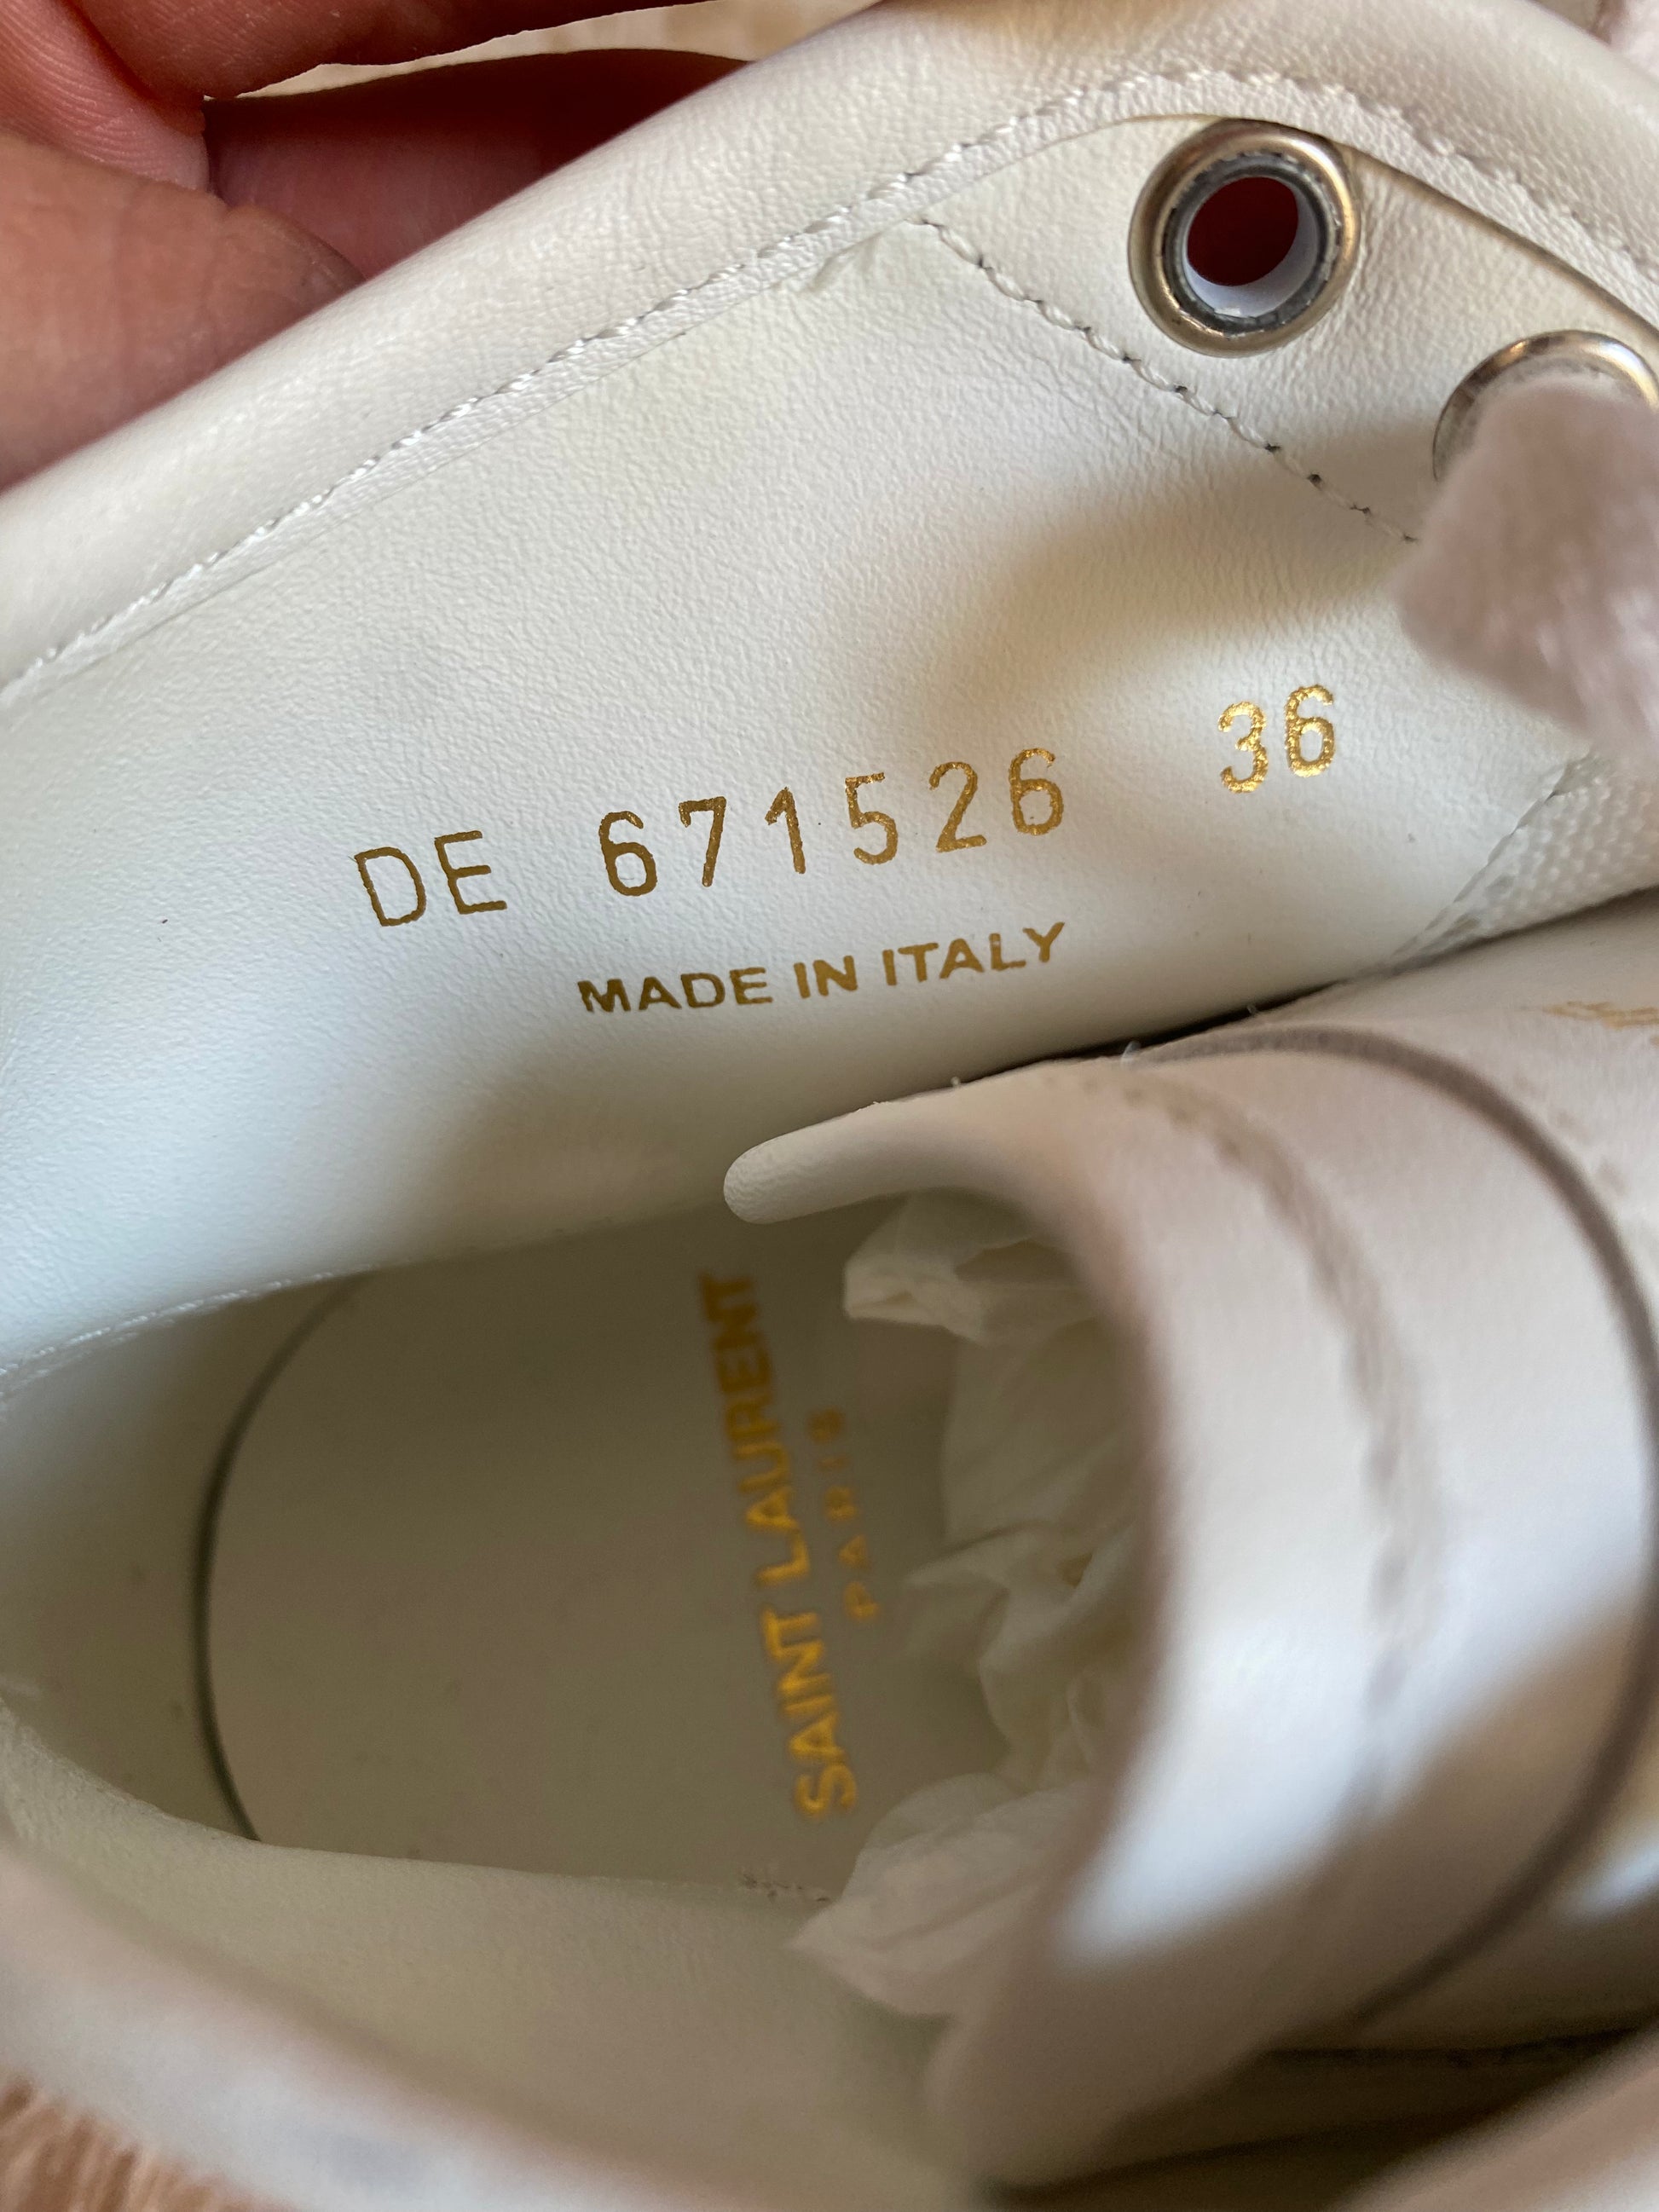 DE 671526 36
MADE IN ITALY
SAINT LAURENT
PARIS